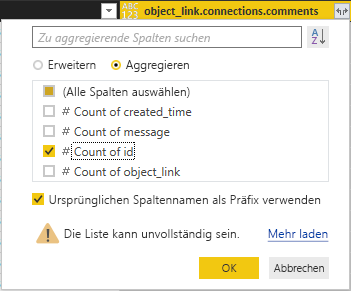 ABC
123
object_link.connections.comments
Zu aggregierende Spalten suchen
A
Z
Erweitern
Aggregieren
(Alle Spalten auswählen)
# Count of created_time
# Count of message
# Count of id
# Count of object_link
Ursprünglichen Spaltennamen als Präfix verwenden
Die Liste kann unvollständig sein.
Mehr laden
OK
Abbrechen